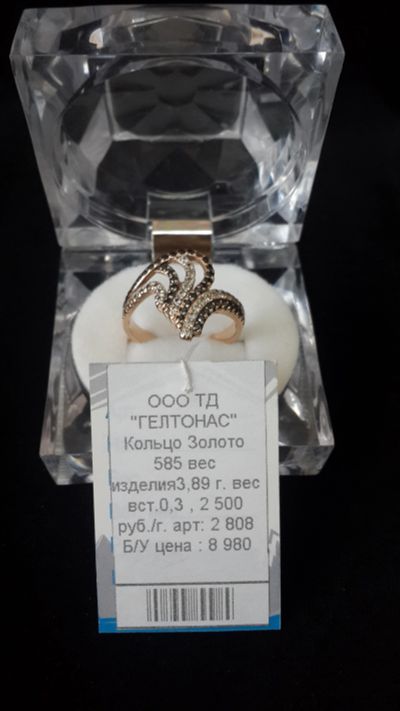 ООО ТД
"ГЕЛТОНАС"
Кольцо Золото
585 вес
изделия3,89 г. вес
вст.0,3 , 2 500
руб./г. арт: 2 808
Б/У цена : 8 980